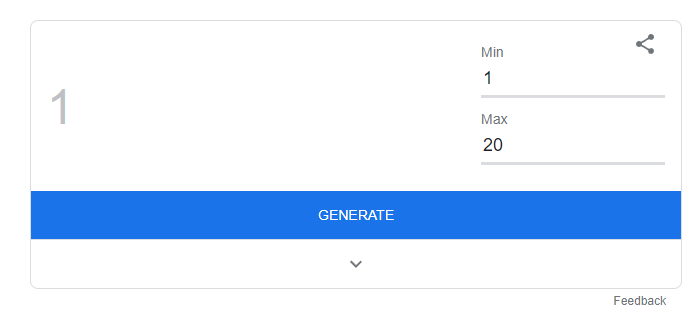 1
Min
1
Max
20
GENERATE
Feedback